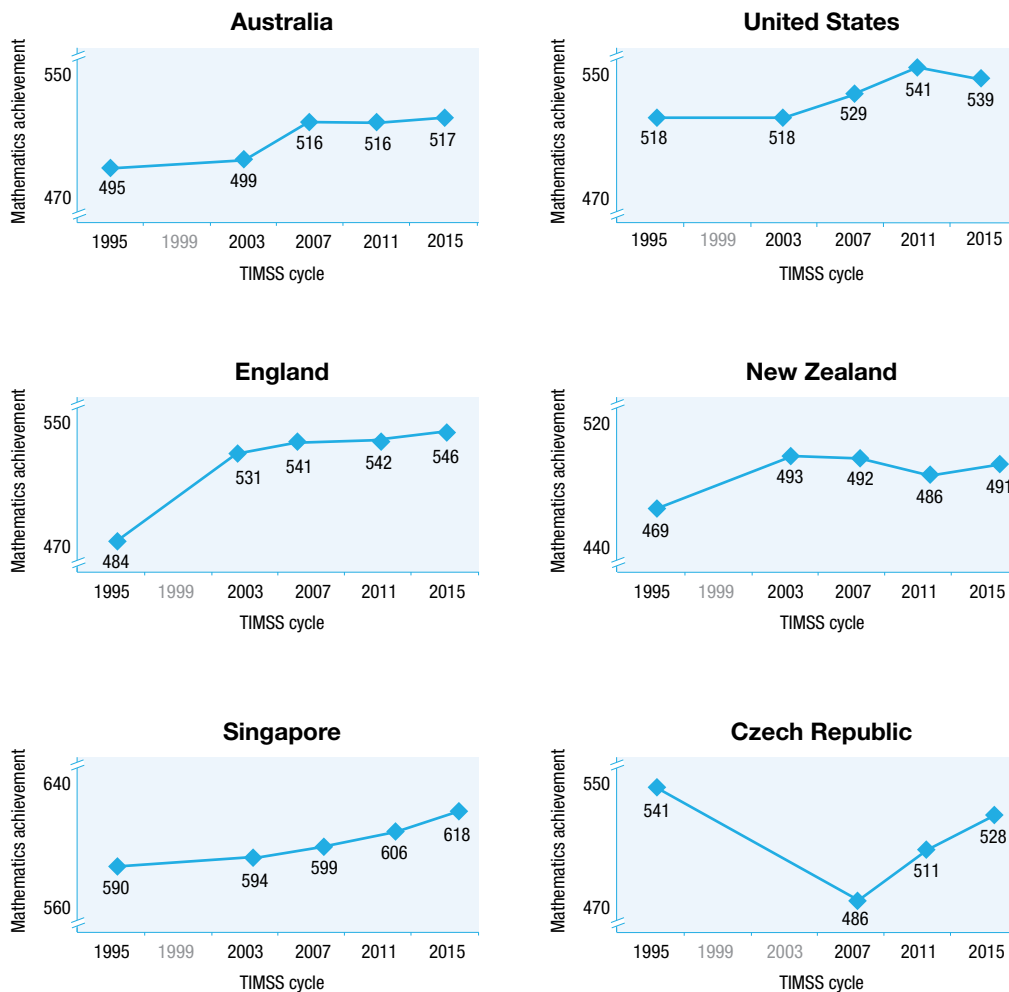 Australia
Mathematics achievement
550
470
495
499
516
516
517
1995 1999 2003 2007 2011 2015
TIMSS cycle
United States
Mathematics achievement
550
470
518
518
529
541
539
1995 1999 2003 2007 2011 2015
TIMSS cycle
England
Mathematics achievement
550
470
484
531
541
542
546
1995 1999 2003 2007 2011 2015
TIMSS cycle
New Zealand
Mathematics achievement
520
440
469
493
492
486
491
1995 1999 2003 2007 2011 2015
TIMSS cycle
Singapore
Mathematics achievement
640
560
590
594
599
606
618
1995 1999 2003 2007 2011 2015
TIMSS cycle
Czech Republic
Mathematics achievement
550
470
541
486
511
528
1995 1999 2003 2007 2011 2015
TIMSS cycle